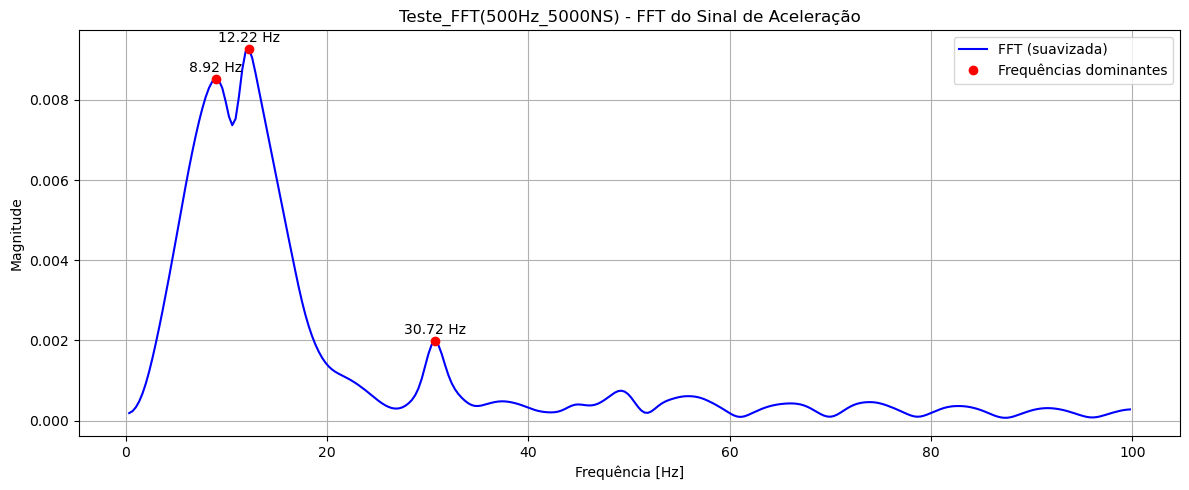 Teste_FFT(500Hz_5000NS) - FFT do Sinal de Aceleração
12.22 Hz
8.92 Hz
30.72 Hz
FFT (suavizada)
Frequências dominantes
Magnitude
0.008
0.006
0.004
0.002
0.000
0 20 40 60 80 100
Frequência [Hz]